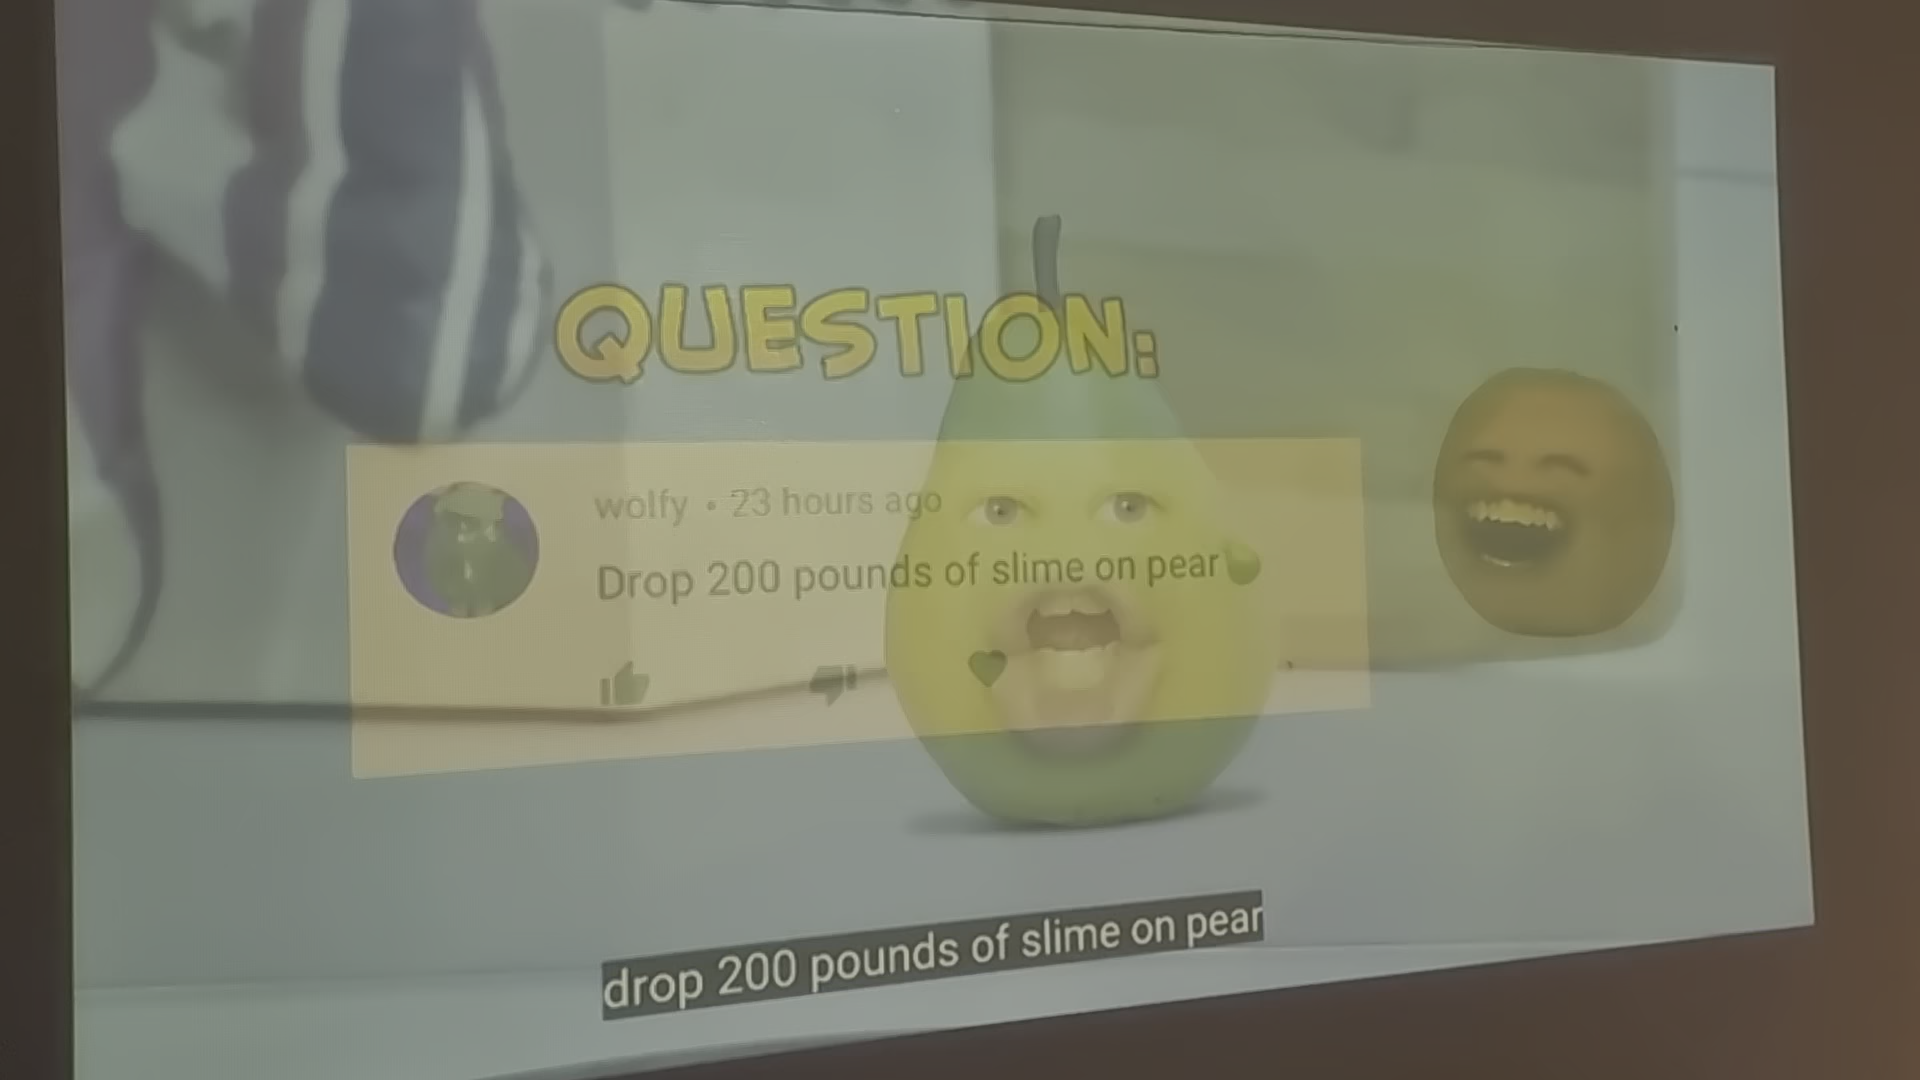 QUESTION:
wolfy • 23 hours ago
Drop 200 pounds of slime on pear
drop 200 pounds of slime on pear